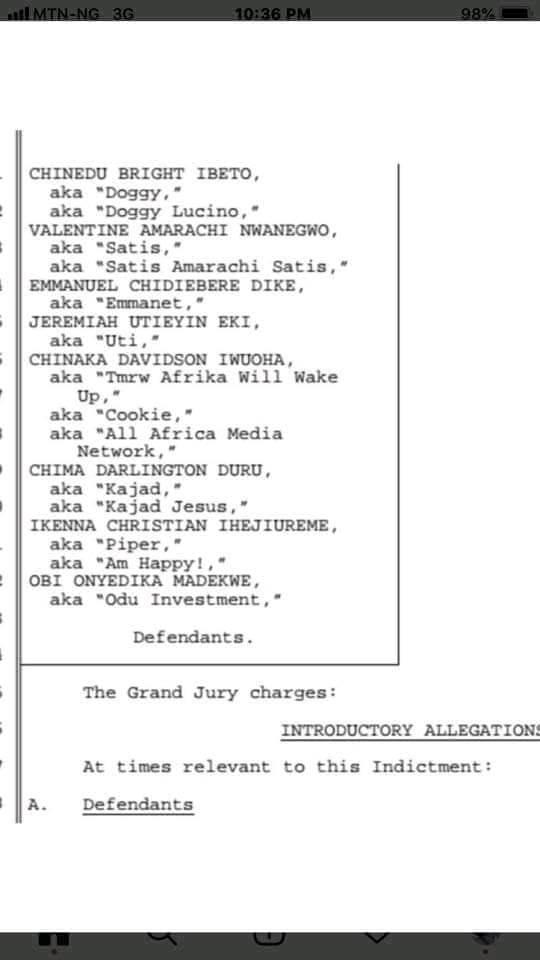 MTN-NG 3G 10:36 PM 98%
CHINEDU BRIGHT IBETO,
aka “Doggy,”
aka “Doggy Lucino,”
VALENTINE AMARACHI NWANEGWO,
aka “Satis,”
aka “Satis Amarachi Satis,”
EMMANUEL CHIDIEBERE DIKE,
aka “Emmanet,”
JEREMIAH UTIEYIN EKI,
aka “Uti,”
CHINAKA DAVIDSON IWUOHA,
aka “Tmrw Afrika Will Wake
Up,”
aka “Cookie,”
aka “All Africa Media
Network,”
CHIMA DARLINGTON DURU,
aka “Kajad,”
aka “Kajad Jesus,”
IKENNA CHRISTIAN IHEJIUREME,
aka “Piper,”
aka “Am Happy!,”
OBI ONYEDIKA MADEKWE,
aka “Odu Investment,”
Defendants.
The Grand Jury charges:
INTRODUCTORY ALLEGATIONS
At times relevant to this Indictment:
A. Defendants